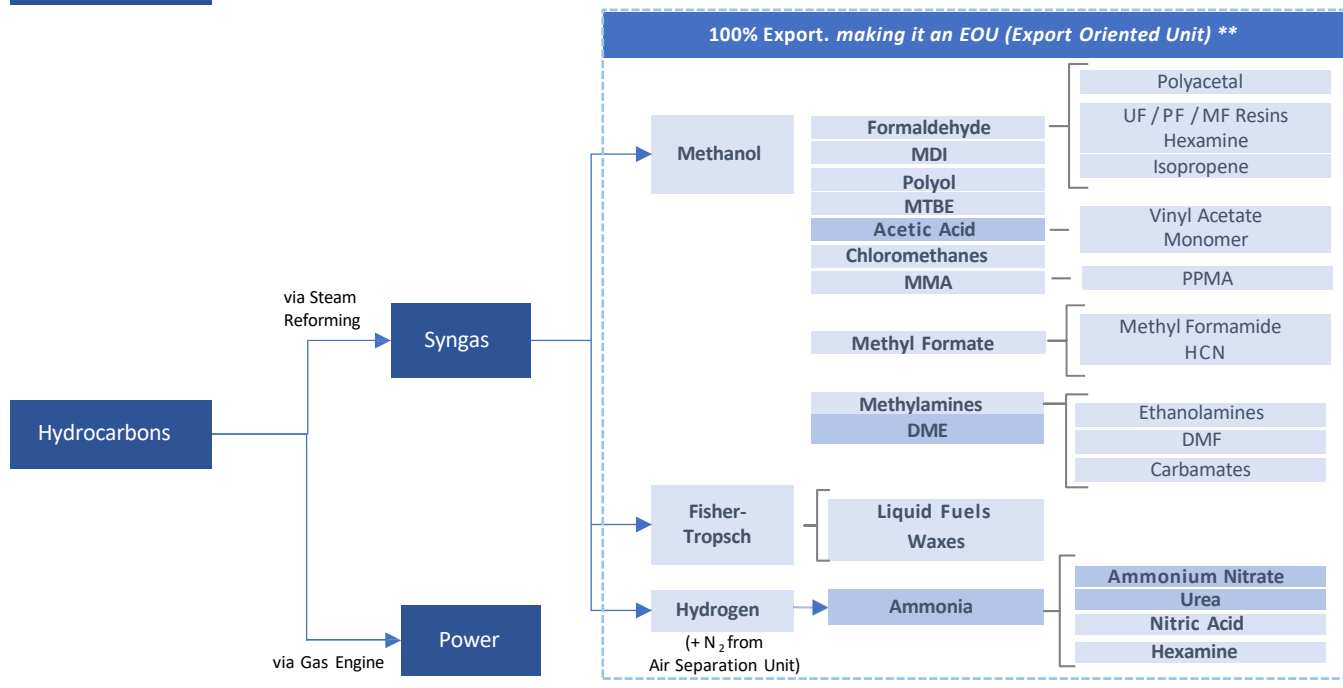 100% Export. making it an EOU (Export Oriented Unit) **
Polyacetal
Formaldehyde
UF / PF / MF Resins
Hexamine
Isopropene
Methanol
MDI
Polyol
MTBE
Acetic Acid
Vinyl Acetate
Monomer
Chloromethanes
MMA
PPMA
via Steam
Reforming
Syngas
Methyl Formate
Methyl Formamide
HCN
Hydrocarbons
Methylamines
DME
Ethanolamines
DMF
Carbamates
Fisher-
Tropsch
Liquid Fuels
Waxes
Hydrogen
(+ N2 from
Air Separation Unit)
Ammonia
Ammonium Nitrate
Urea
Nitric Acid
Hexamine
Power
via Gas Engine